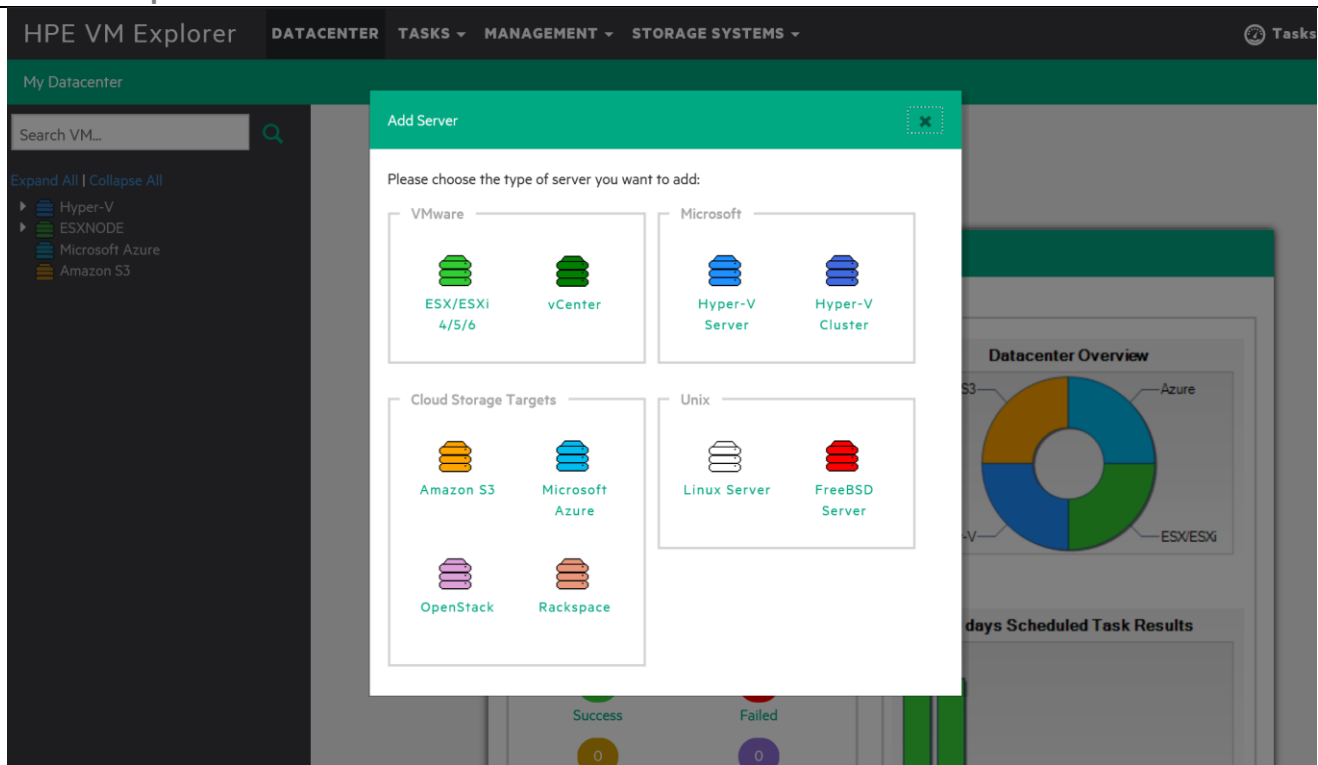 HPE VM Explorer DATACENTER TASKS MANAGEMENT STORAGE SYSTEMS Tasks
My Datacenter
Search VM...
Expand All | Collapse All
Hyper-V
ESXNODE
Microsoft Azure
Amazon S3
Add Server
Please choose the type of server you want to add:
VMware
ESX/ESXi
4/5/6
vCenter
Microsoft
Hyper-V
Server
Hyper-V
Cluster
Cloud Storage Targets
Amazon S3
Microsoft
Azure
OpenStack
Rackspace
Unix
Linux Server
FreeBSD
Server
Datacenter Overview
S3
Azure
-V
ESX/ESXi
days Scheduled Task Results
Success
Failed
0
0